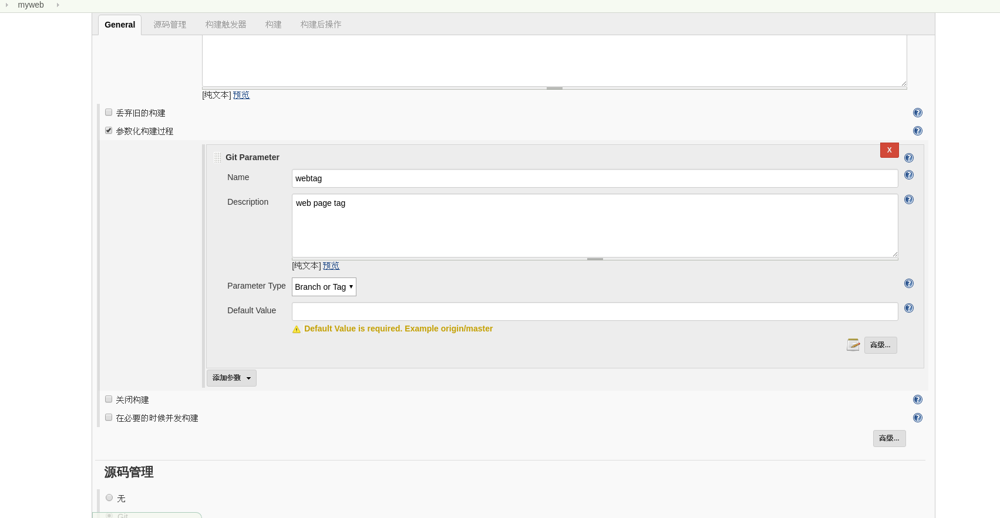 myweb
General 源码管理 构建触发器 构建 构建后操作
[纯文本] 预览
丢弃旧的构建
参数化构建过程
X
Git Parameter
Name
webtag
Description
web page tag
[纯文本] 预览
Parameter Type
Branch or Tag
Default Value
Default Value is required. Example origin/master
高级...
添加参数
关闭构建
在必要的时候并发构建
高级...
源码管理
无
Git